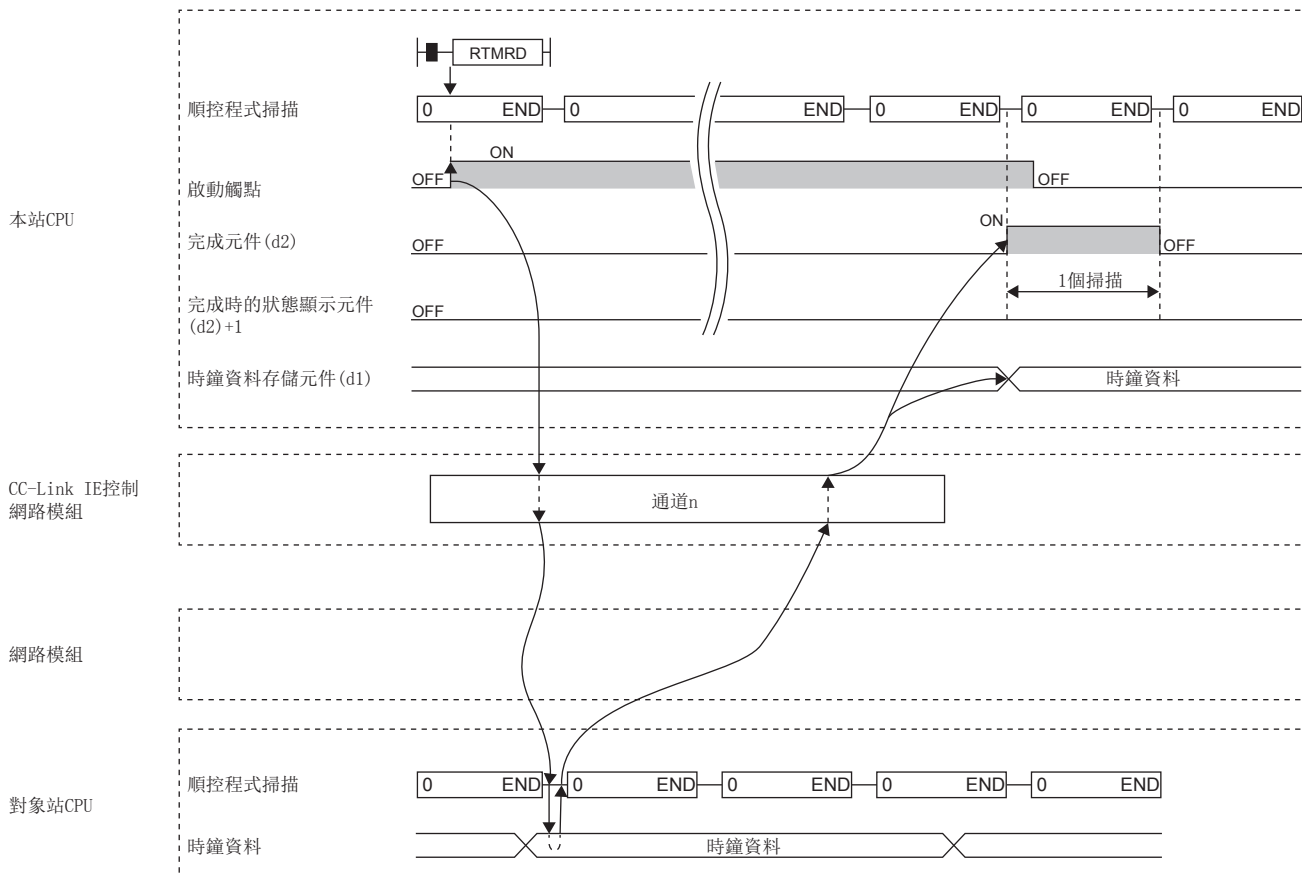 RTMRD
順控程式掃描
0 END 0 END 0 END 0 END 0 END
ON
啟動觸點
OFF
OFF
本站CPU
ON
完成元件(d2)
OFF
OFF
1個掃描
完成時的狀態顯示元件
(d2)+1
OFF
時鐘資料存儲元件(d1)
時鐘資料
CC-Link IE控制
網路模組
通道n
網路模組
順控程式掃描
0 END 0 END 0 END 0 END 0 END
對象站CPU
時鐘資料
時鐘資料